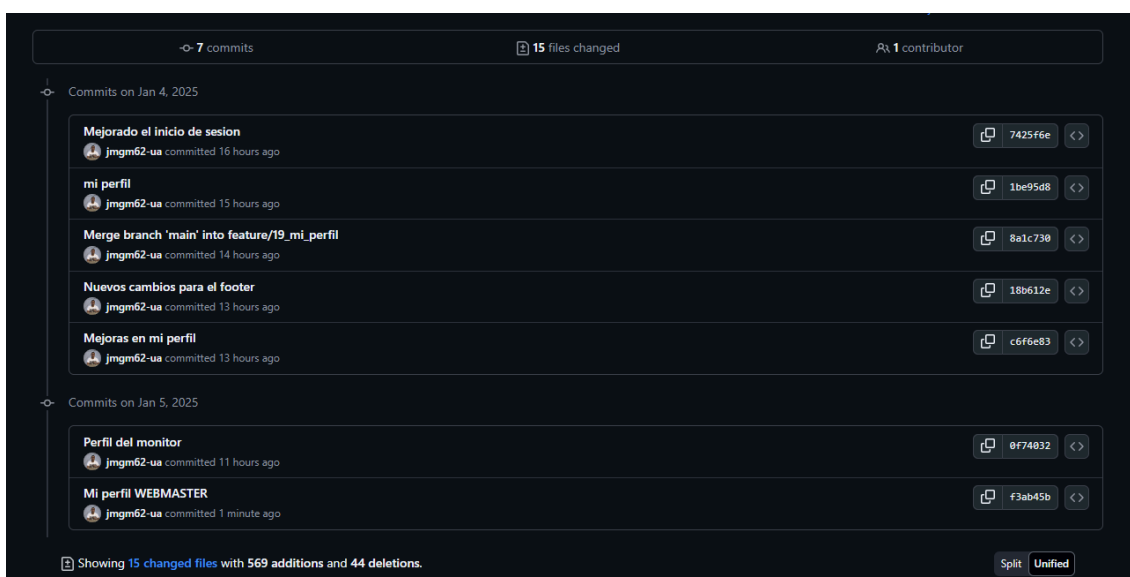 7 commits
15 files changed
1 contributor
Commits on Jan 4, 2025
Mejorado el inicio de sesion
7425f6e
jmgm62-ua committed 16 hours ago
mi perfil
1be95d8
jmgm62-ua committed 15 hours ago
Merge branch 'main' into feature/19_mi_perfil
8a1c730
jmgm62-ua committed 14 hours ago
Nuevos cambios para el footer
18b612e
jmgm62-ua committed 13 hours ago
Mejoras en mi perfil
c6f6e83
jmgm62-ua committed 13 hours ago
Commits on Jan 5, 2025
Perfil del monitor
0f74032
jmgm62-ua committed 11 hours ago
Mi perfil WEBMASTER
f3ab45b
jmgm62-ua committed 1 minute ago
Showing 15 changed files with 569 additions and 44 deletions.
Split Unified